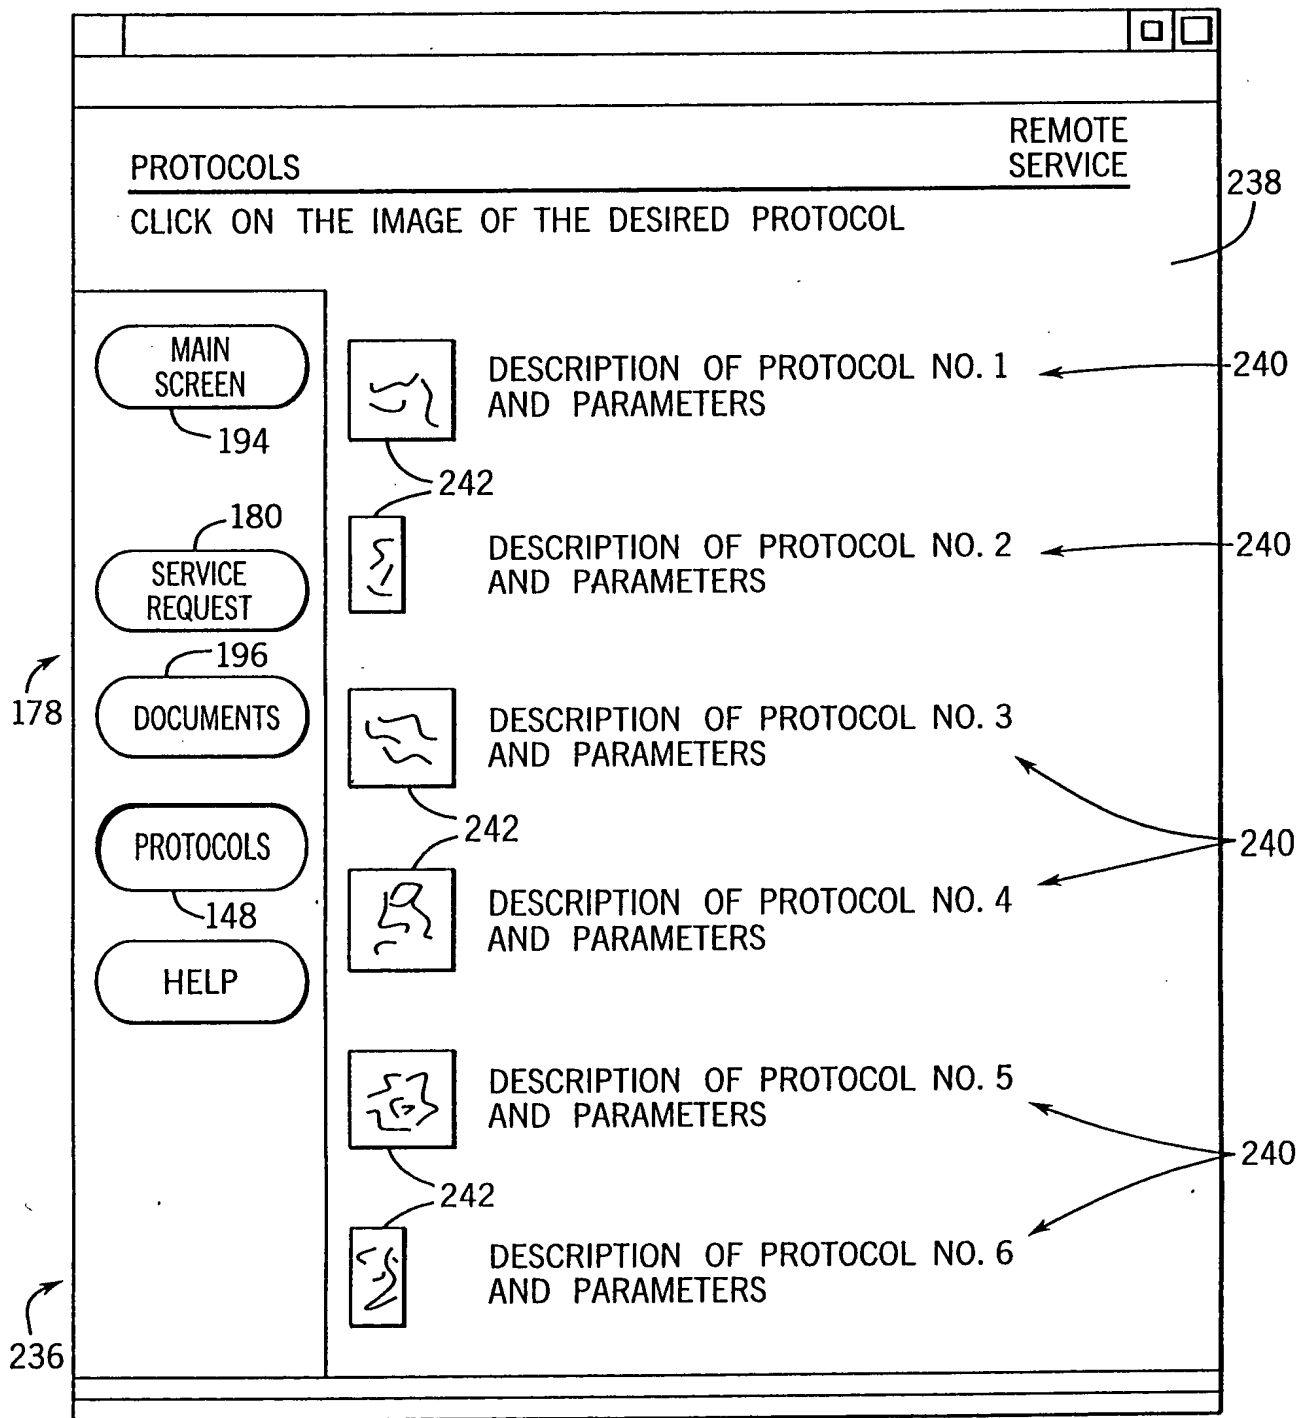 REMOTE
SERVICE
PROTOCOLS
238
CLICK ON THE IMAGE OF THE DESIRED PROTOCOL
MAIN
SCREEN
194
DESCRIPTION OF PROTOCOL NO. 1
AND PARAMETERS
240
242
180
SERVICE
REQUEST
DESCRIPTION OF PROTOCOL NO. 2
AND PARAMETERS
240
196
178
DOCUMENTS
DESCRIPTION OF PROTOCOL NO. 3
AND PARAMETERS
242
240
PROTOCOLS
148
DESCRIPTION OF PROTOCOL NO. 4
AND PARAMETERS
HELP
DESCRIPTION OF PROTOCOL NO. 5
AND PARAMETERS
240
242
DESCRIPTION OF PROTOCOL NO. 6
AND PARAMETERS
236